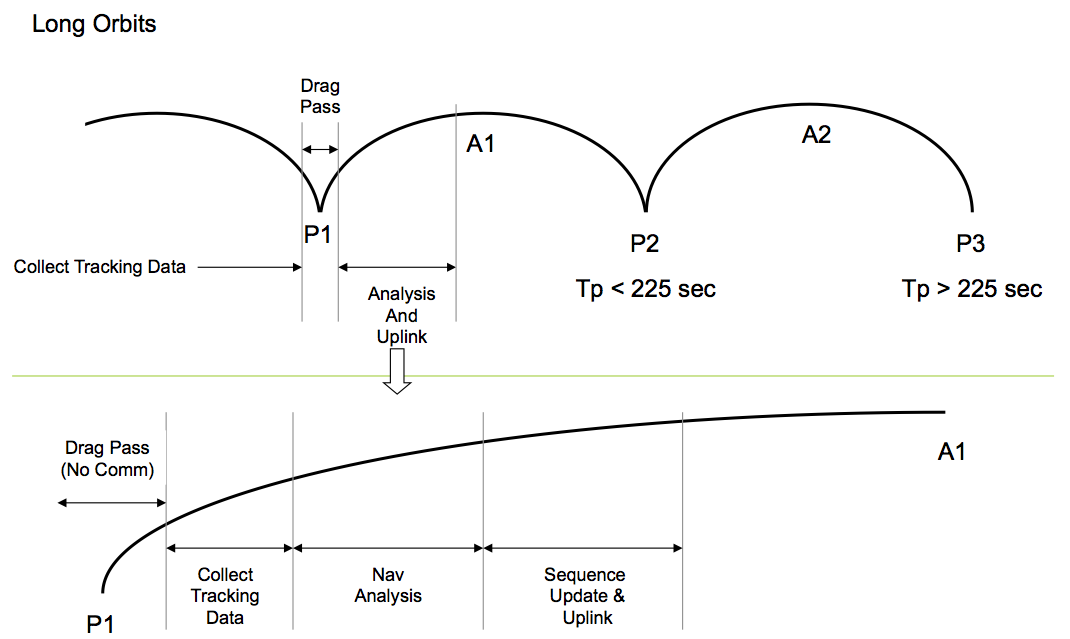 Long Orbits
Drag
Pass
A1
A2
P1
P2
P3
Collect Tracking Data
Tp < 225 sec
Tp > 225 sec
Analysis
And
Uplink
Drag Pass
(No Comm)
A1
Collect
Tracking
Data
Nav
Analysis
Sequence
Update &
Uplink
P1